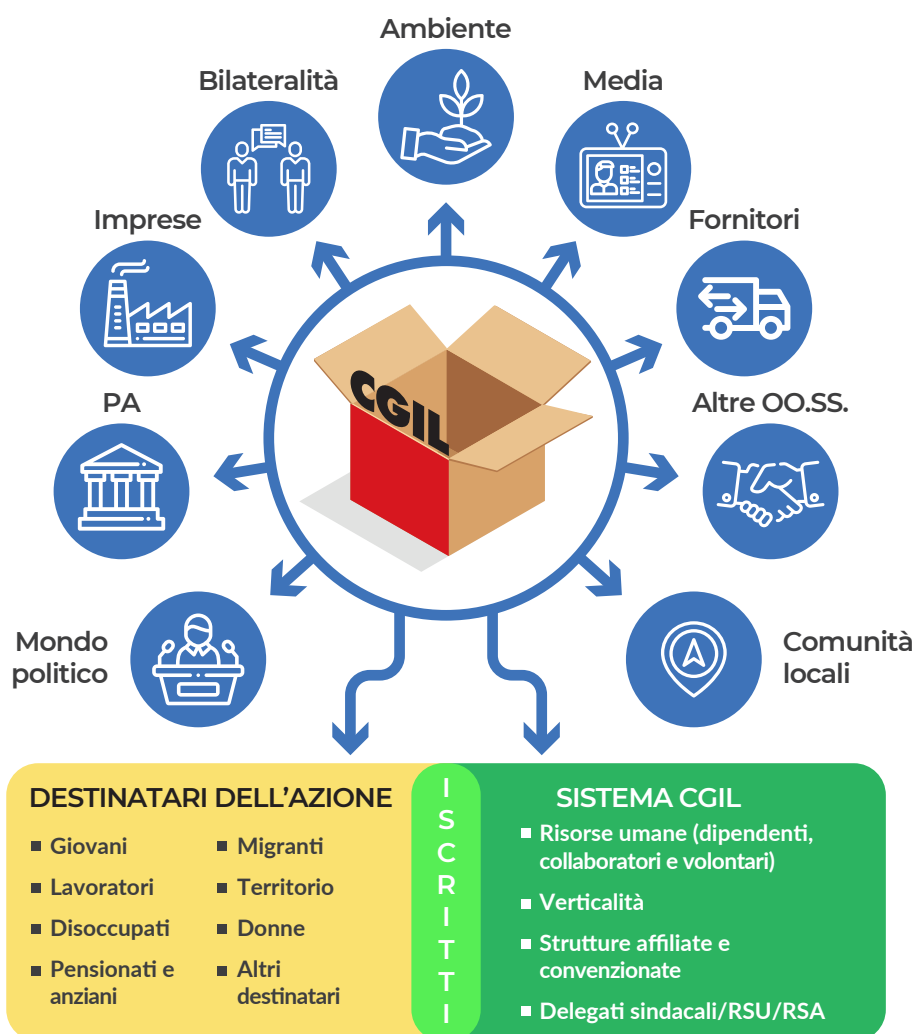 Ambiente
Bilateralità
Media
Imprese
Fornitori
PA
Altre OO.SS.
CGIL
Mondo
politico
Comunità
locali
DESTINATARI DELL'AZIONE
Giovani
Lavoratori
Disoccupati
Pensionati e
anziani
Migranti
Territorio
Donne
Altri
destinatari
ISCRITTI
SISTEMA CGIL
Risorse umane (dipendenti,
collaboratori e volontari)
Verticalità
Strutture affiliate e
convenzionate
Delegati sindacali/RSU/RSA